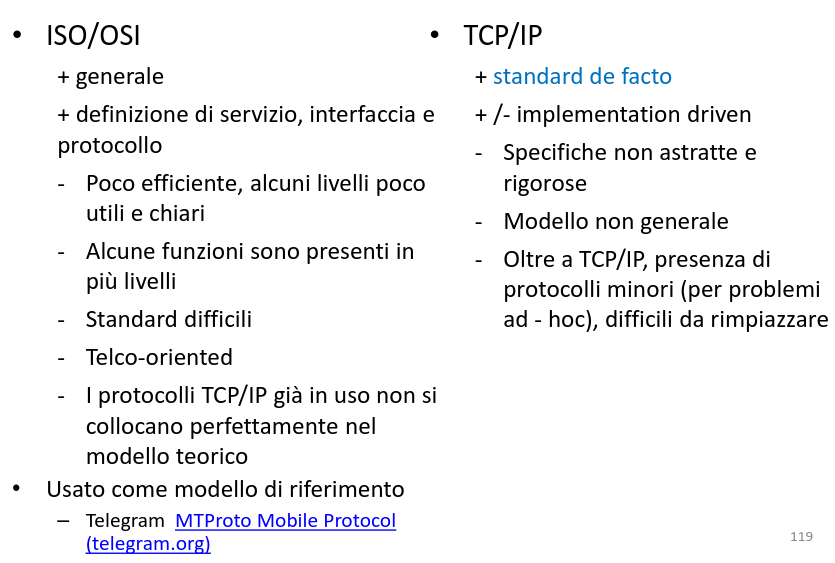 • ISO/OSI
+ generale
+ definizione di servizio, interfaccia e
protocollo
- Poco efficiente, alcuni livelli poco
utili e chiari
- Alcune funzioni sono presenti in
più livelli
- Standard difficili
- Telco-oriented
- I protocolli TCP/IP già in uso non si
collocano perfettamente nel
modello teorico
• Usato come modello di riferimento
– Telegram MTProto Mobile Protocol
(telegram.org)
• TCP/IP
+ standard de facto
+ /- implementation driven
- Specifiche non astratte e
rigorose
- Modello non generale
- Oltre a TCP/IP, presenza di
protocolli minori (per problemi
ad - hoc), difficili da rimpiazzare
119